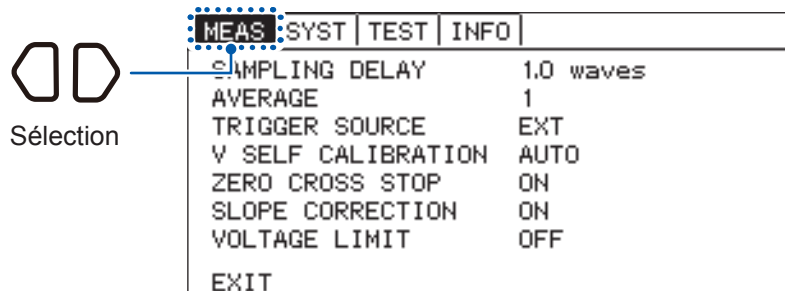 MEAS SYST TEST INFO
SAMPLING DELAY 1.0 waves
Sélection
AVERAGE 1
TRIGGER SOURCE EXT
V SELF CALIBRATION AUTO
ZERO CROSS STOP ON
SLOPE CORRECTION ON
VOLTAGE LIMIT OFF
EXIT